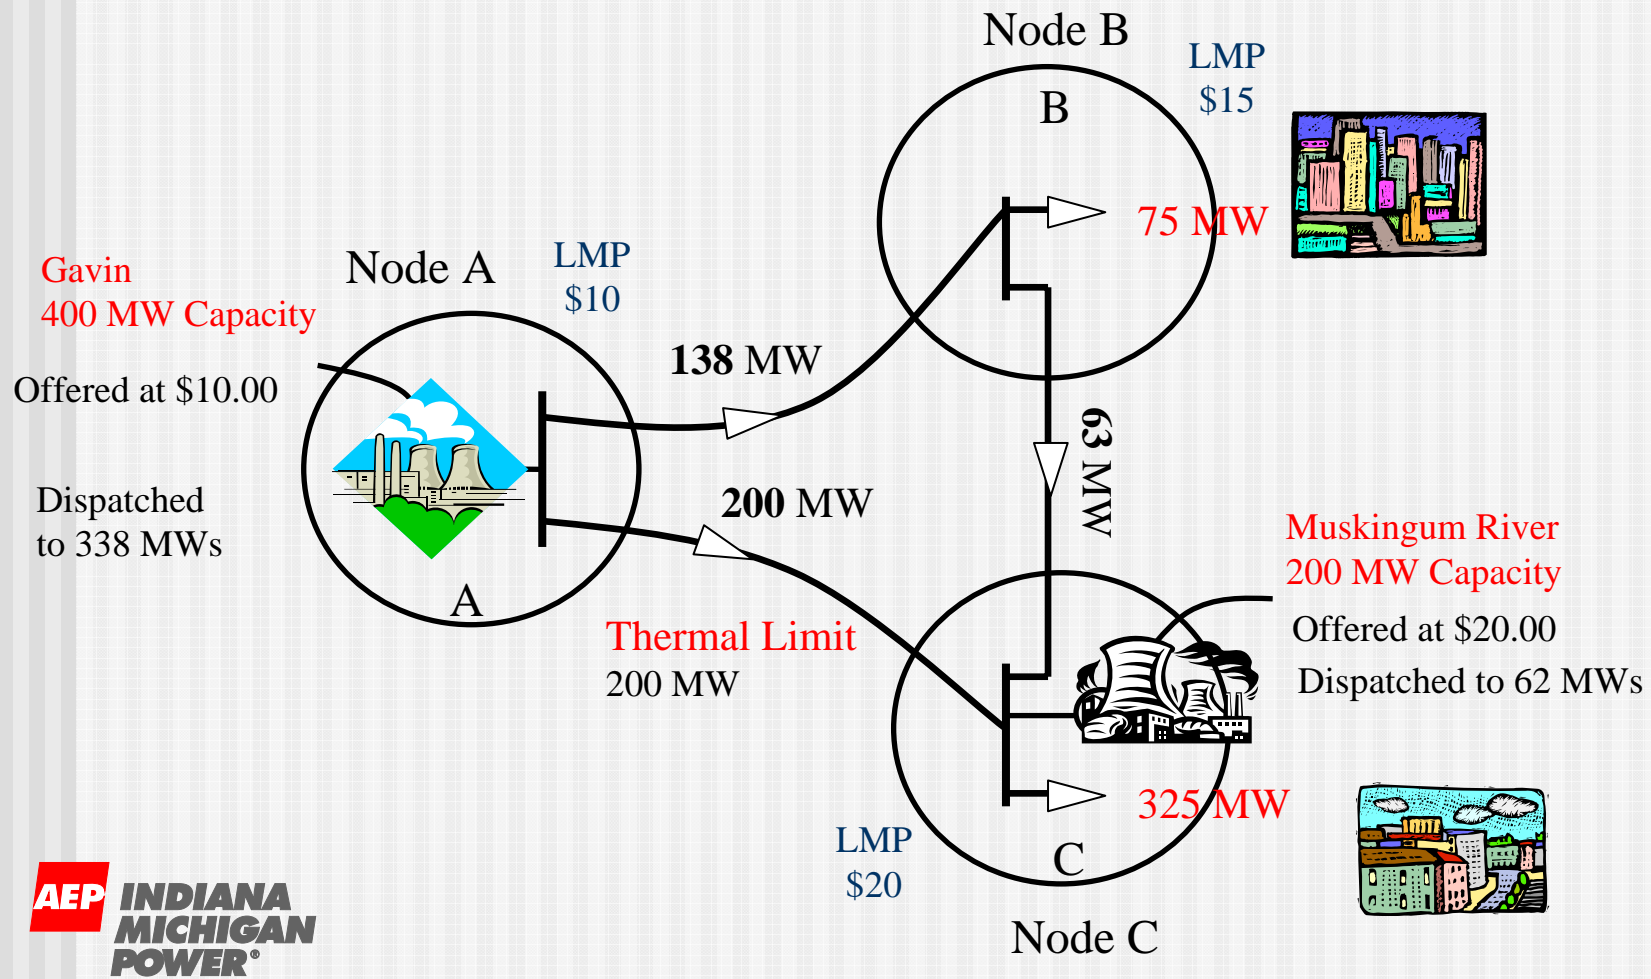 Node B
LMP
$15
B
75 MW
Gavin
400 MW Capacity
Node A
LMP
$10
Offered at $10.00
138 MW
63 MW
Dispatched
to 338 MWs
200 MW
A
Thermal Limit
200 MW
Muskingum River
200 MW Capacity
Offered at $20.00
Dispatched to 62 MWs
325 MW
LMP
$20
C
Node C
AEP
INDIANA
MICHIGAN
POWER®